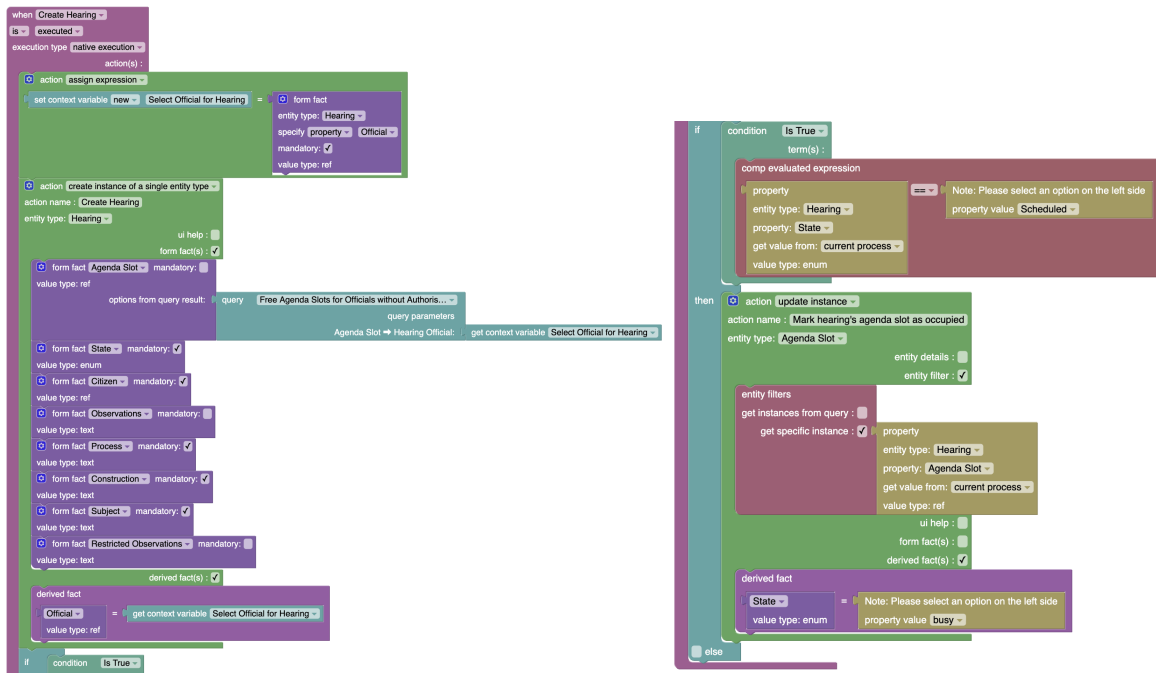 when Create Hearing
is executed
execution type native execution
action(s) :
action assign expression
set context variable new Select Official for Hearing = form fact
entity type: Hearing
specify property Official
mandatory:
value type: ref
action create instance of a single entity type
action name : Create Hearing
entity type: Hearing
ui help :
form fact(s) :
form fact Agenda Slot mandatory:
value type: ref
options from query result: query Free Agenda Slots for Officials without Authoris...
query parameters
Agenda Slot ➡ Hearing Official: get context variable Select Official for Hearing
form fact State mandatory:
value type: enum
form fact Citizen mandatory:
value type: ref
form fact Observations mandatory:
value type: text
form fact Process mandatory:
value type: text
form fact Construction mandatory:
value type: text
form fact Subject mandatory:
value type: text
form fact Restricted Observations mandatory:
value type: text
derived fact(s) :
derived fact
Official = get context variable Select Official for Hearing
value type: ref
if condition Is True
if condition Is True
term(s) :
comp evaluated expression
property == Note: Please select an option on the left side
entity type: Hearing property value Scheduled
property: State
get value from: current process
value type: enum
then action update instance
action name : Mark hearing's agenda slot as occupied
entity type: Agenda Slot
entity details :
entity filter :
entity filters
get instances from query :
get specific instance : property
entity type: Hearing
property: Agenda Slot
get value from: current process
value type: ref
ui help :
form fact(s) :
derived fact(s) :
derived fact
State = Note: Please select an option on the left side
value type: enum property value busy
else